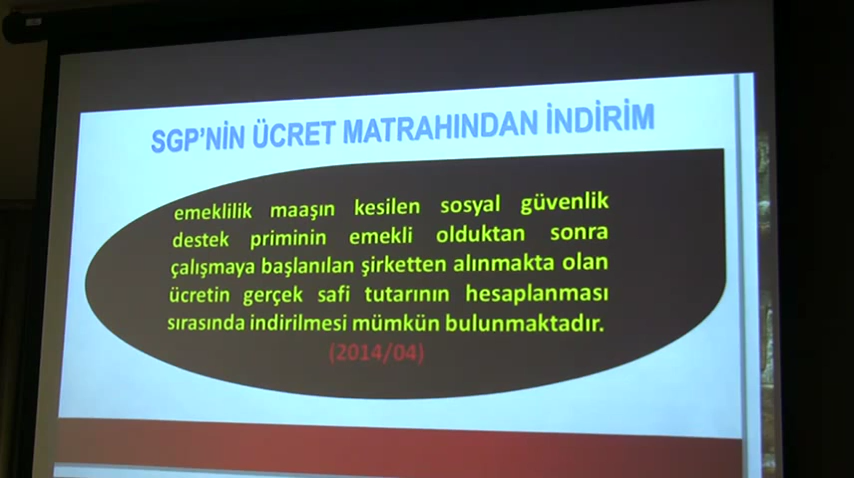 SGP'NİN ÜCRET MATRAHINDAN İNDİRİM
emeklilik maaşın kesilen sosyal güvenlik
destek priminin emekli olduktan sonra
çalışmaya başlanılan şirketten alınmakta olan
ücretin gerçek safi tutarının hesaplanması
sırasında indirilmesi mümkün bulunmaktadır.
(2014/04)